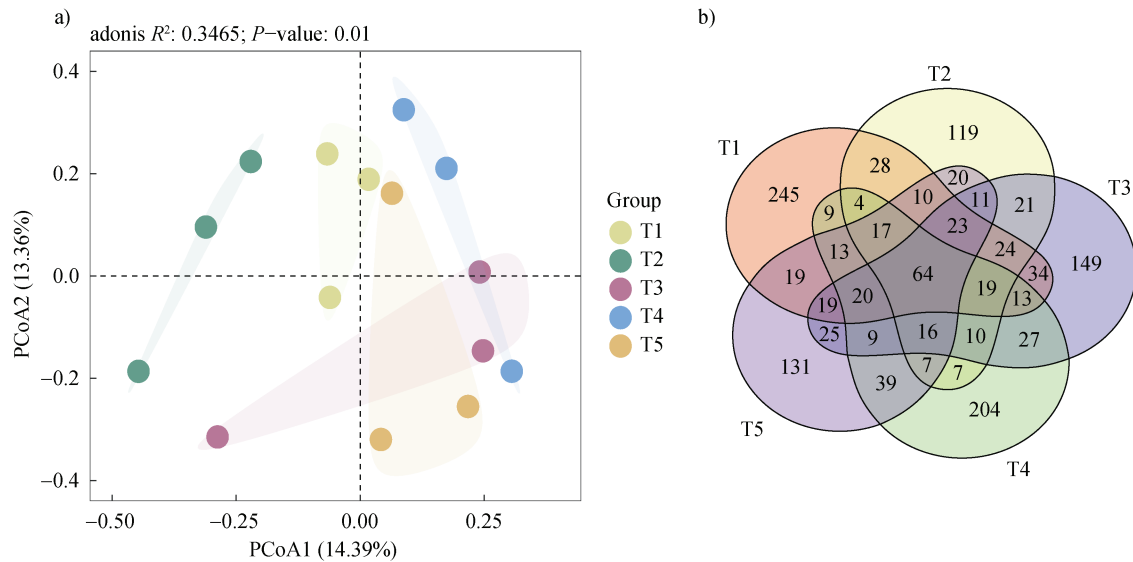 a)
adonis R²: 0.3465; P−value: 0.01
PCoA2 (13.36%)
0.4
0.2
0.0
−0.2
−0.4
−0.50
−0.25
0.00
0.25
PCoA1 (14.39%)
Group
T1
T2
T3
T4
T5
b)
T2
T1
T3
T5
T4
119
28
20
245
10
11
21
9
4
23
17
24
13
149
19
64
34
19
13
20
19
25
9
16
10
27
131
39
7
7
204